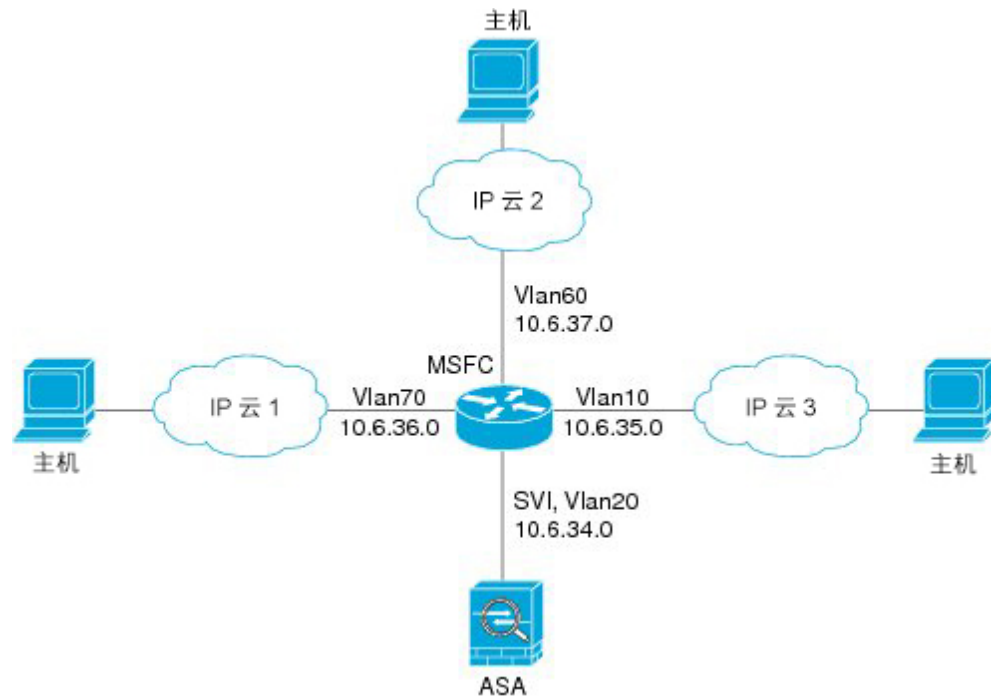 主机
IP 云 2
Vlan60
10.6.37.0
MSFC
IP 云 1
Vlan70
10.6.36.0
Vlan10
10.6.35.0
IP 云 3
主机
主机
SVI, Vlan20
10.6.34.0
ASA